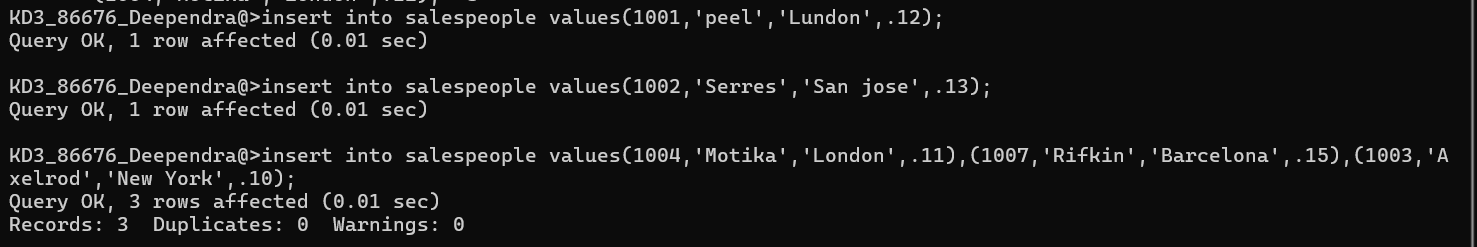 KD3_86676_Deependra@>insert into salespeople values(1001,'peel','Lundon',.12);
Query OK, 1 row affected (0.01 sec)
KD3_86676_Deependra@>insert into salespeople values(1002,'Serres','San jose',.13);
Query OK, 1 row affected (0.01 sec)
KD3_86676_Deependra@>insert into salespeople values(1004,'Motika','London',.11),(1007,'Rifkin','Barcelona',.15),(1003,'A
xelrod','New York',.10);
Query OK, 3 rows affected (0.01 sec)
Records: 3  Duplicates: 0  Warnings: 0